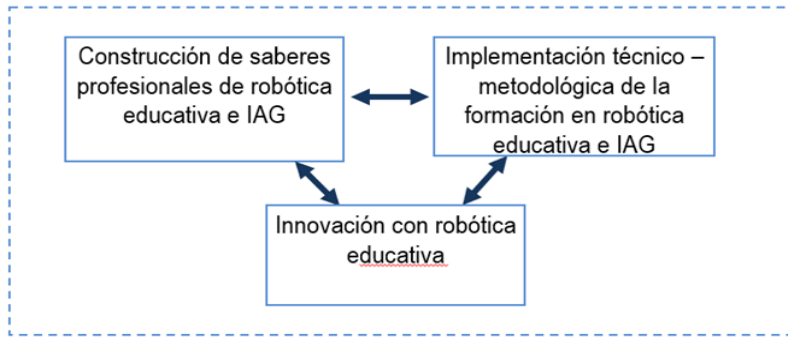 Construcción de saberes
profesionales de robótica
educativa e IAG
Implementación técnico –
metodológica de la
formación en robótica
educativa e IAG
Innovación con robótica
educativa